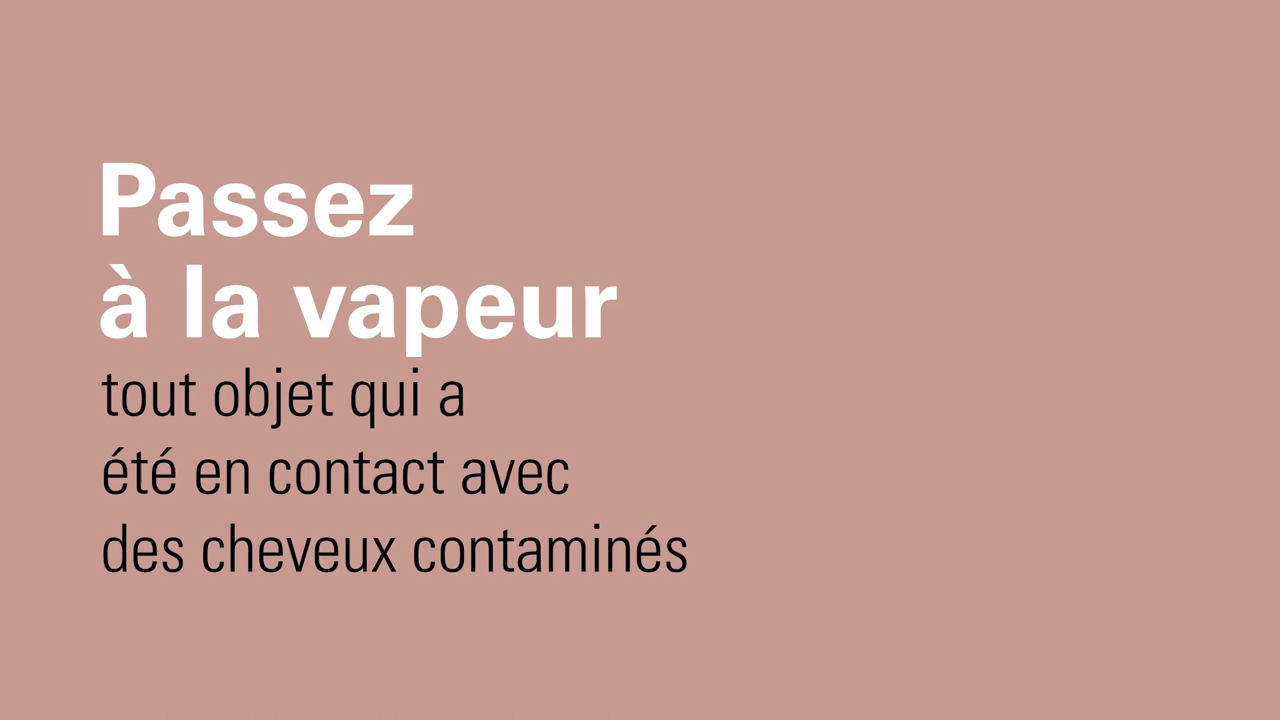 Passez
à la vapeur
tout objet qui a
été en contact avec
des cheveux contaminés